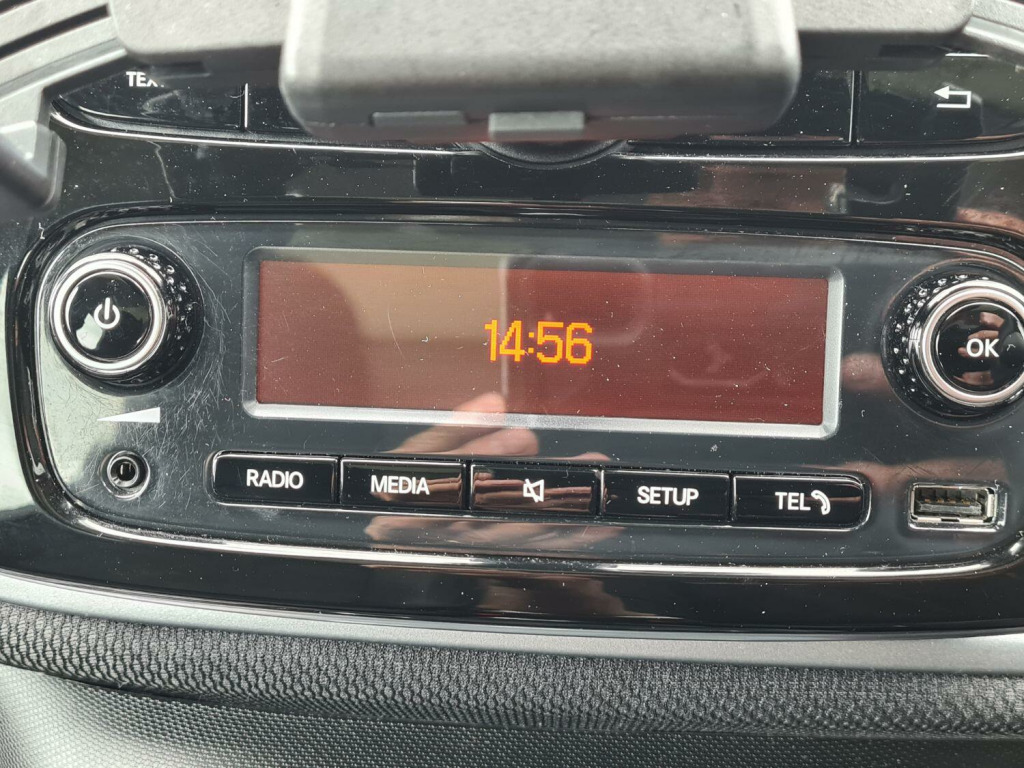 14:56
OK
RADIO
MEDIA
SETUP
TEL